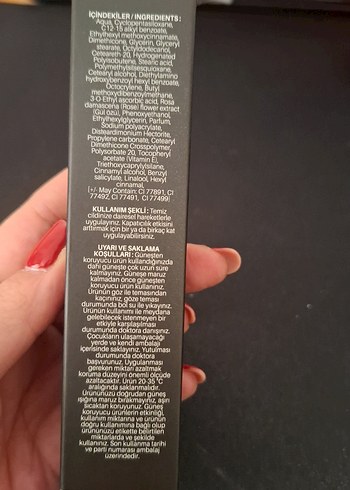 İÇİNDEKİLER / INGREDIENTS:
Aqua, Cyclopentasiloxane,
C12-15 alkyl benzoate,
Ethylhexyl methoxycinnamate,
Dimethicone, Glycerin, Glyceryl
stearate, Octyldodecanol,
Ceteareth-20, Hydrogenated
Polyisobutene, Stearic acid,
Polymethylsilsesquioxane,
Cetearyl alcohol, Diethylamino
hydroxybenzoyl hexyl benzoate,
Octocrylene, Butyl
methoxydibenzoylmethane,
3-O Ethyl ascorbic acid, Rosa
damascena (Rose) flower extract
(Gül özü), Phenoxyethanol,
Ethylhexylglycerin, Parfum,
Sodium polyacrylate,
Disteardimonium Hectorite,
Propylene carbonate, Cetearyl
Dimethicone Crosspolymer,
Polysorbate 20, Tocopheryl
acetate (Vitamin E),
Triethoxycaprylylsilane,
Cinnamyl alcohol, Benzyl
salicylate, Linalool, Hexyl
cinnamal,
[+/- May Contain: CI 77891, CI
77492, CI 77491, CI 77499]
KULLANIM ŞEKLİ: Temiz
cildinize dairesel hareketlerle
uygulayınız. Kapatıcılık etkisini
arttırmak için bir ya da birkaç kat
uygulayabilirsiniz.
UYARI VE SAKLAMA
KOŞULLARI: Güneşten
koruyucu ürün kullandığınızda
dahi güneşte çok uzun süre
kalmayınız. Güneşe maruz
kalmadan önce güneşten
koruyucu ürün kullanınız.
Ürünün göz ile temasından
kaçınınız, göze teması
durumunda bol su ile yıkayınız.
Ürünün kullanımı ile meydana
gelebilecek istenmeyen bir
etkiyle karşılaşılması
durumunda doktora danışınız.
Çocukların ulaşamayacağı
yerde ve kendi ambalajı
içerisinde saklayınız. Yutulması
durumunda doktora
başvurunuz. Uygulanması
gereken miktarı azaltmak
koruma düzeyini önemli ölçüde
azaltacaktır. Ürün 20-35 °C
aralığında saklanmalıdır.
Ürününüzü doğrudan güneş
ışığına maruz bırakmayınız, aşırı
sıcaktan koruyunuz. Güneş
koruyucu ürünlerin etkinliği,
kullanım miktarına ve ürünün
doğru kullanımına bağlı olup
ürününüzü etikette belirtilen
miktarlarda ve şekilde
kullanınız. Son kullanma tarihi
ve parti numarası ambalaj
üzerindedir.